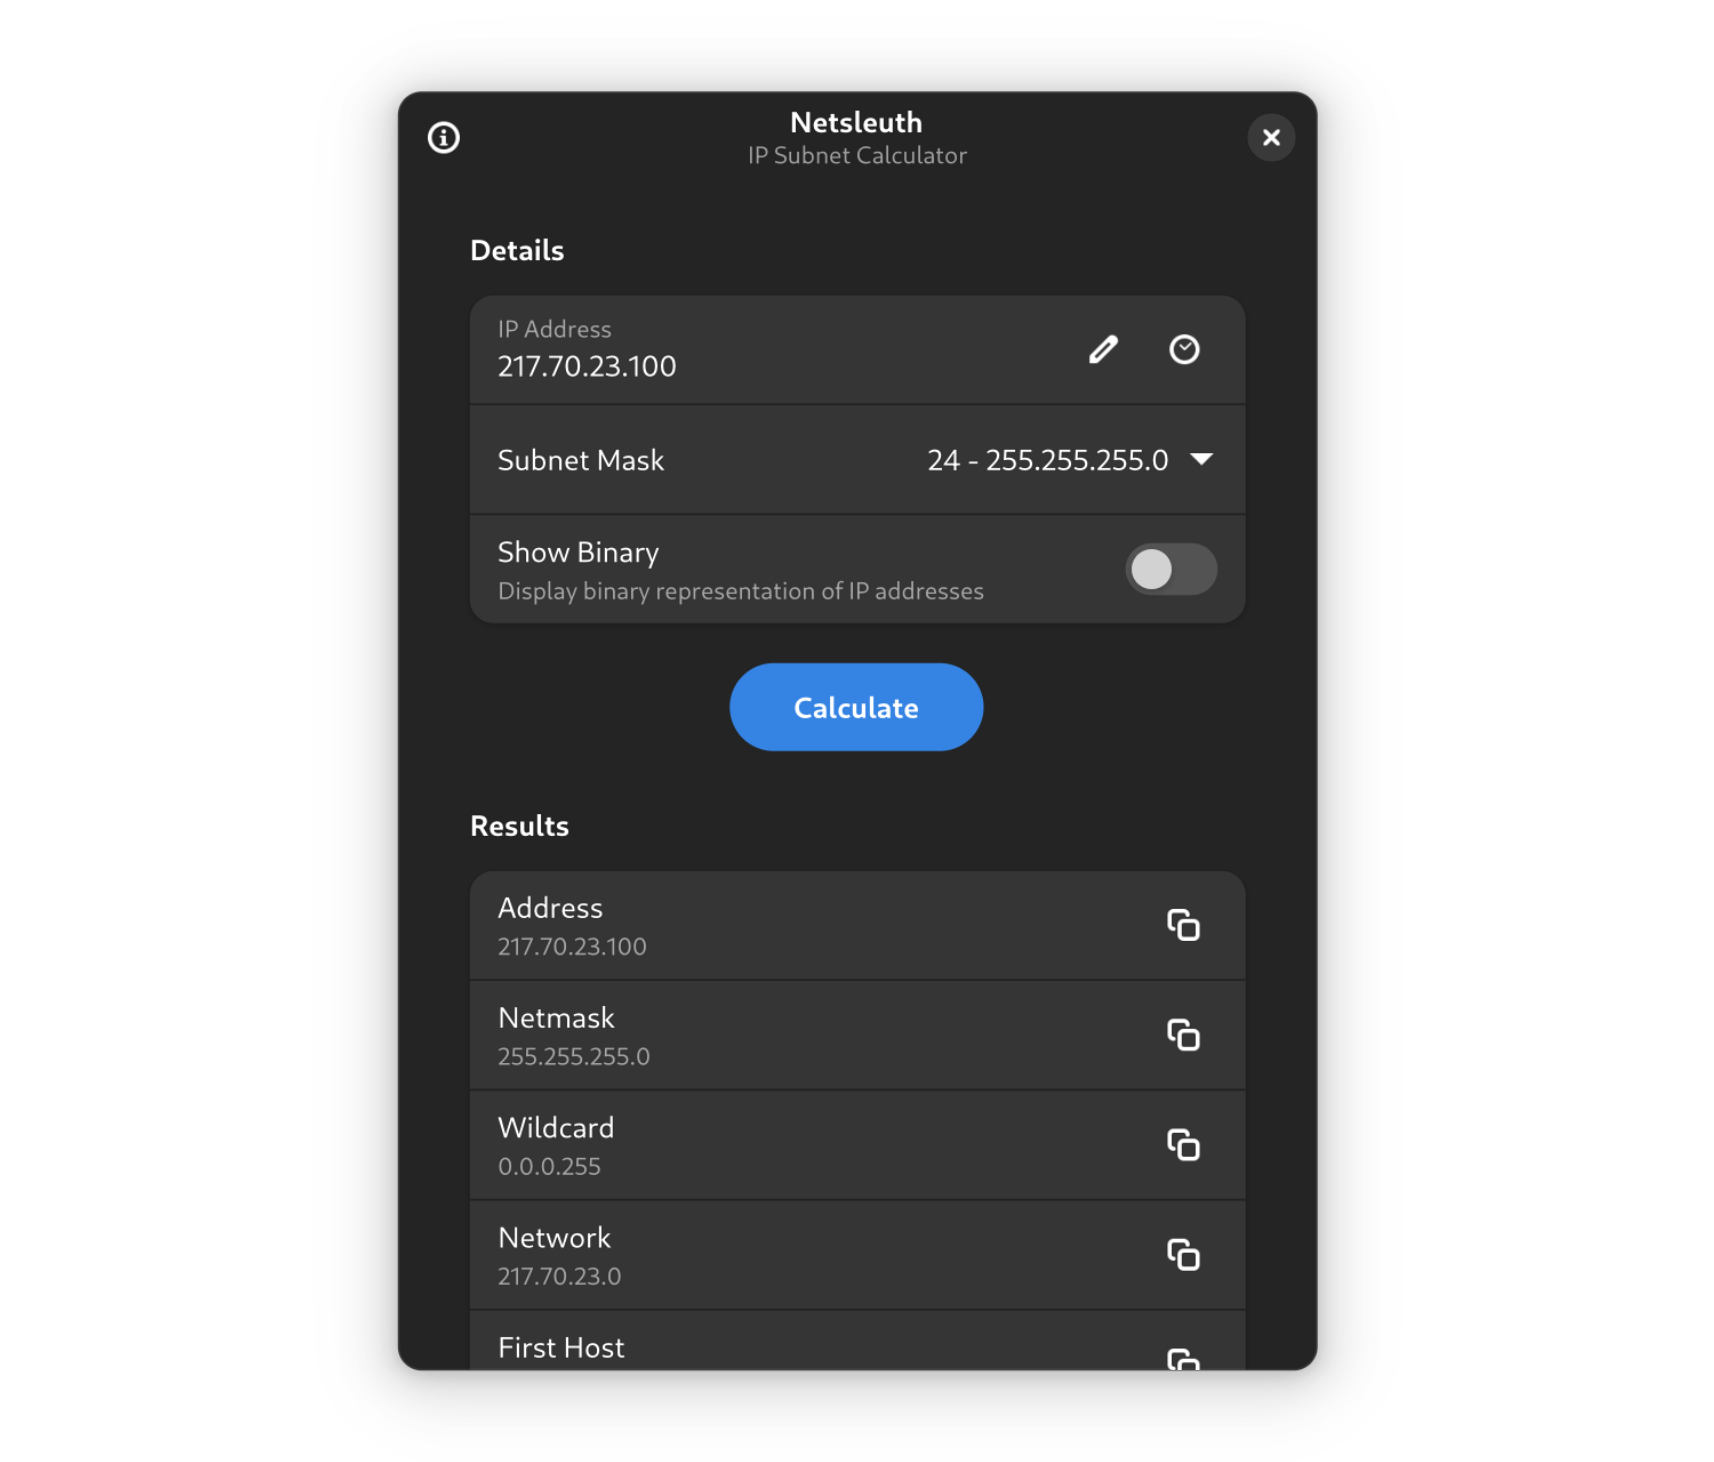 Netsleuth
IP Subnet Calculator
Details
IP Address
217.70.23.100
Subnet Mask
24 - 255.255.255.0
Show Binary
Display binary representation of IP addresses
Calculate
Results
Address
217.70.23.100
Netmask
255.255.255.0
Wildcard
0.0.0.255
Network
217.70.23.0
First Host